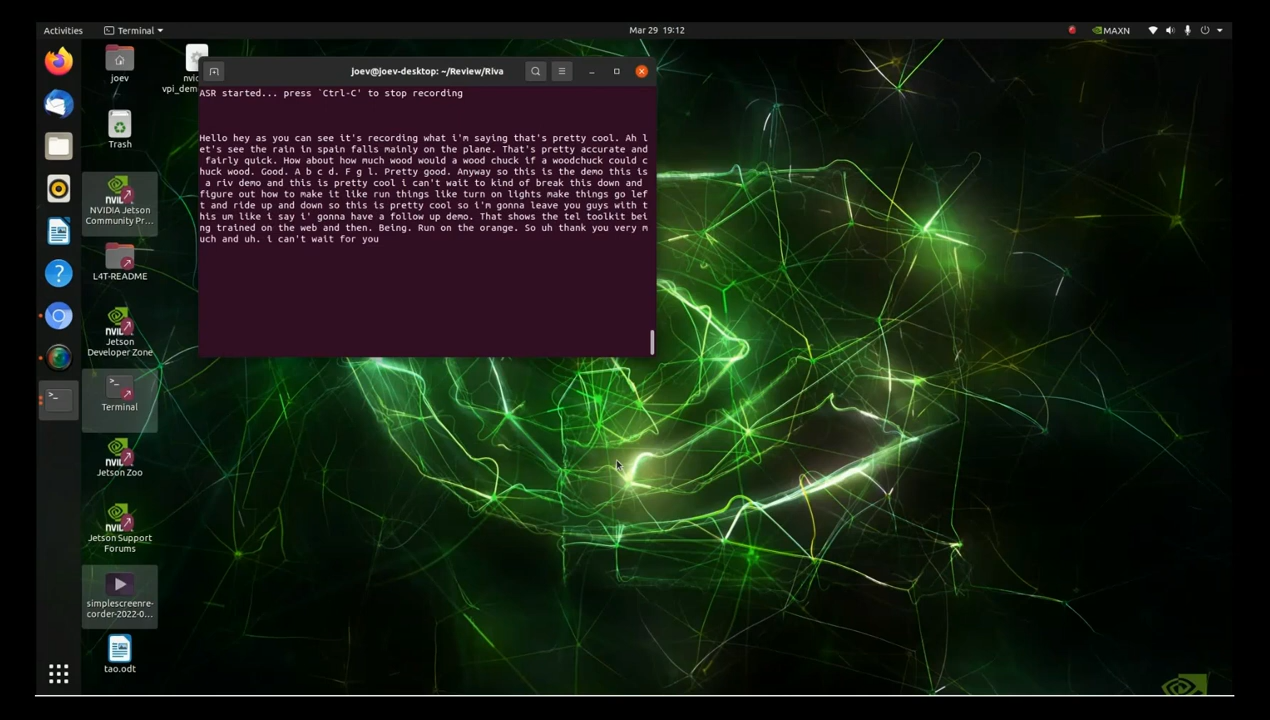 Activities
Terminal
Mar 29 19:12
MAXN
joev
Trash
NVIDIA Jetson
Community Pr...
L4T-README
Jetson
Developer Zone
Terminal
Jetson Zoo
Jetson Support
Forums
simplescreenre-
corder-2022-0...
tao.odt
nvid
vpi_dem
joev@joev-desktop: ~/Review/Riva
ASR started... press `Ctrl-C' to stop recording
Hello hey as you can see it's recording what i'm saying that's pretty cool. Ah l
et's see the rain in spain falls mainly on the plane. That's pretty accurate and
fairly quick. How about how much wood would a wood chuck if a woodchuck could c
huck wood. Good. A b c d. F g l. Pretty good. Anyway so this is the demo this is
a riv demo and this is pretty cool i can't wait to kind of break this down and
figure out how to make it like run things like turn on lights make things go lef
t and ride up and down so this is pretty cool so i'm gonna leave you guys with t
his um like i say i' gonna have a follow up demo. That shows the tel toolkit bei
ng trained on the web and then. Being. Run on the orange. So uh thank you very m
uch and uh. i can't wait for you